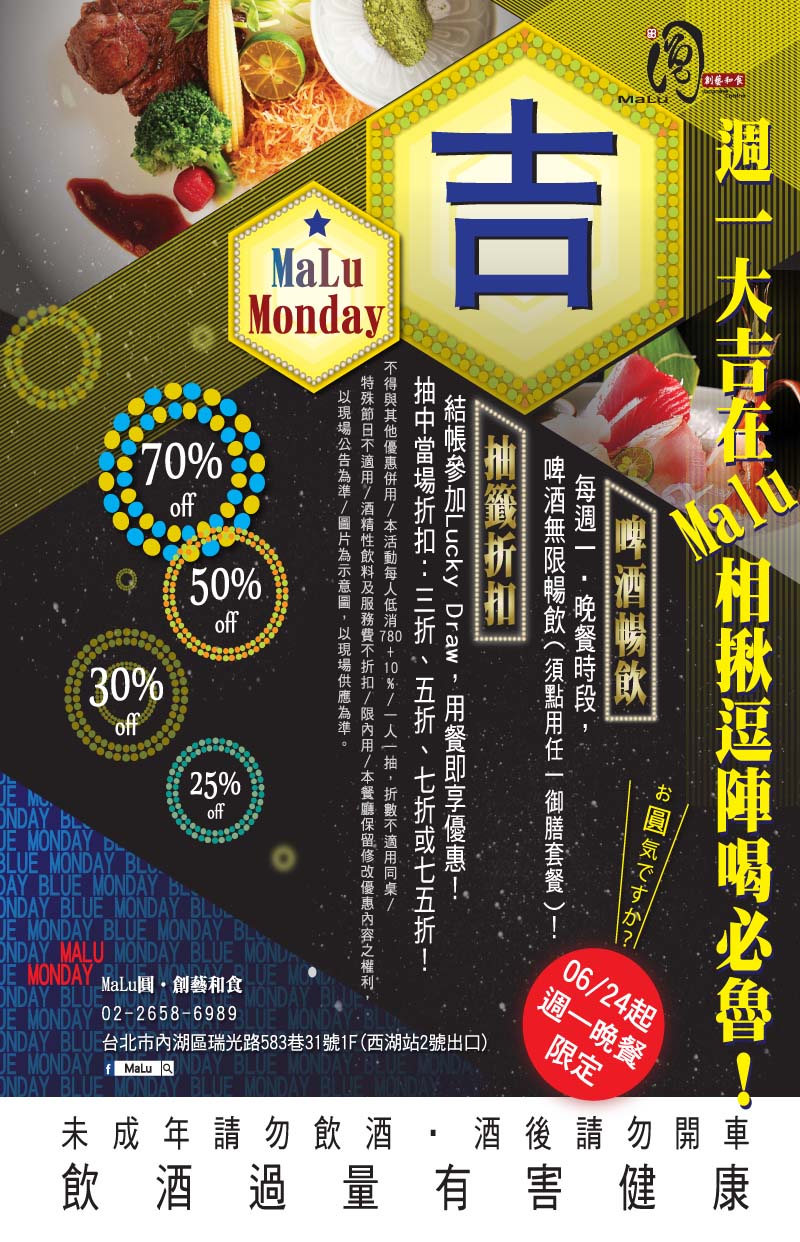 MaLu
創藝和食
週一大吉在Malu相揪逗陣喝必魯！
吉
MaLu
Monday
啤酒暢飲
每週一・晚餐時段，
啤酒無限暢飲（須點用任一御膳套餐）！
抽籤折扣
結帳參加Lucky Draw，用餐即享優惠！
抽中當場折扣：三折、五折、七折或七五折！
不得與其他優惠併用/本活動每人低消780+10%/一人一抽，折數不適用同桌/
特殊節日不適用/酒精性飲料及服務費不折扣/限內用/本餐廳保留修改優惠內容之權利，
以現場公告為準/圖片為示意圖，以現場供應為準。
70%
off
50%
off
30%
off
25%
off
お圓気ですか?
06/24起
週一晚餐
限定
BLUE MONDAY
MALU
MONDAY
MaLu圓・創藝和食
02-2658-6989
台北市內湖區瑞光路583巷31號1F(西湖站2號出口)
f MaLu
未成年請勿飲酒・酒後請勿開車
飲酒過量有害健康